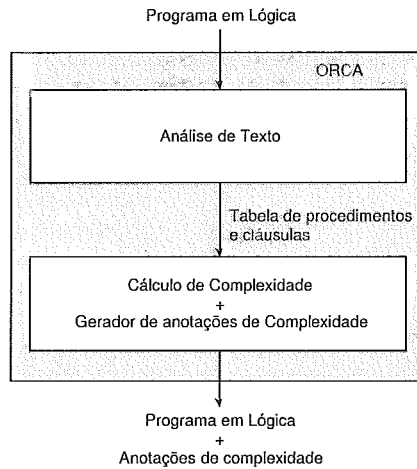 Programa em Lógica
ORCA
Análise de Texto
Tabela de procedimentos
e cláusulas
Cálculo de Complexidade
+
Gerador de anotações de Complexidade
Programa em Lógica
+
Anotações de complexidade